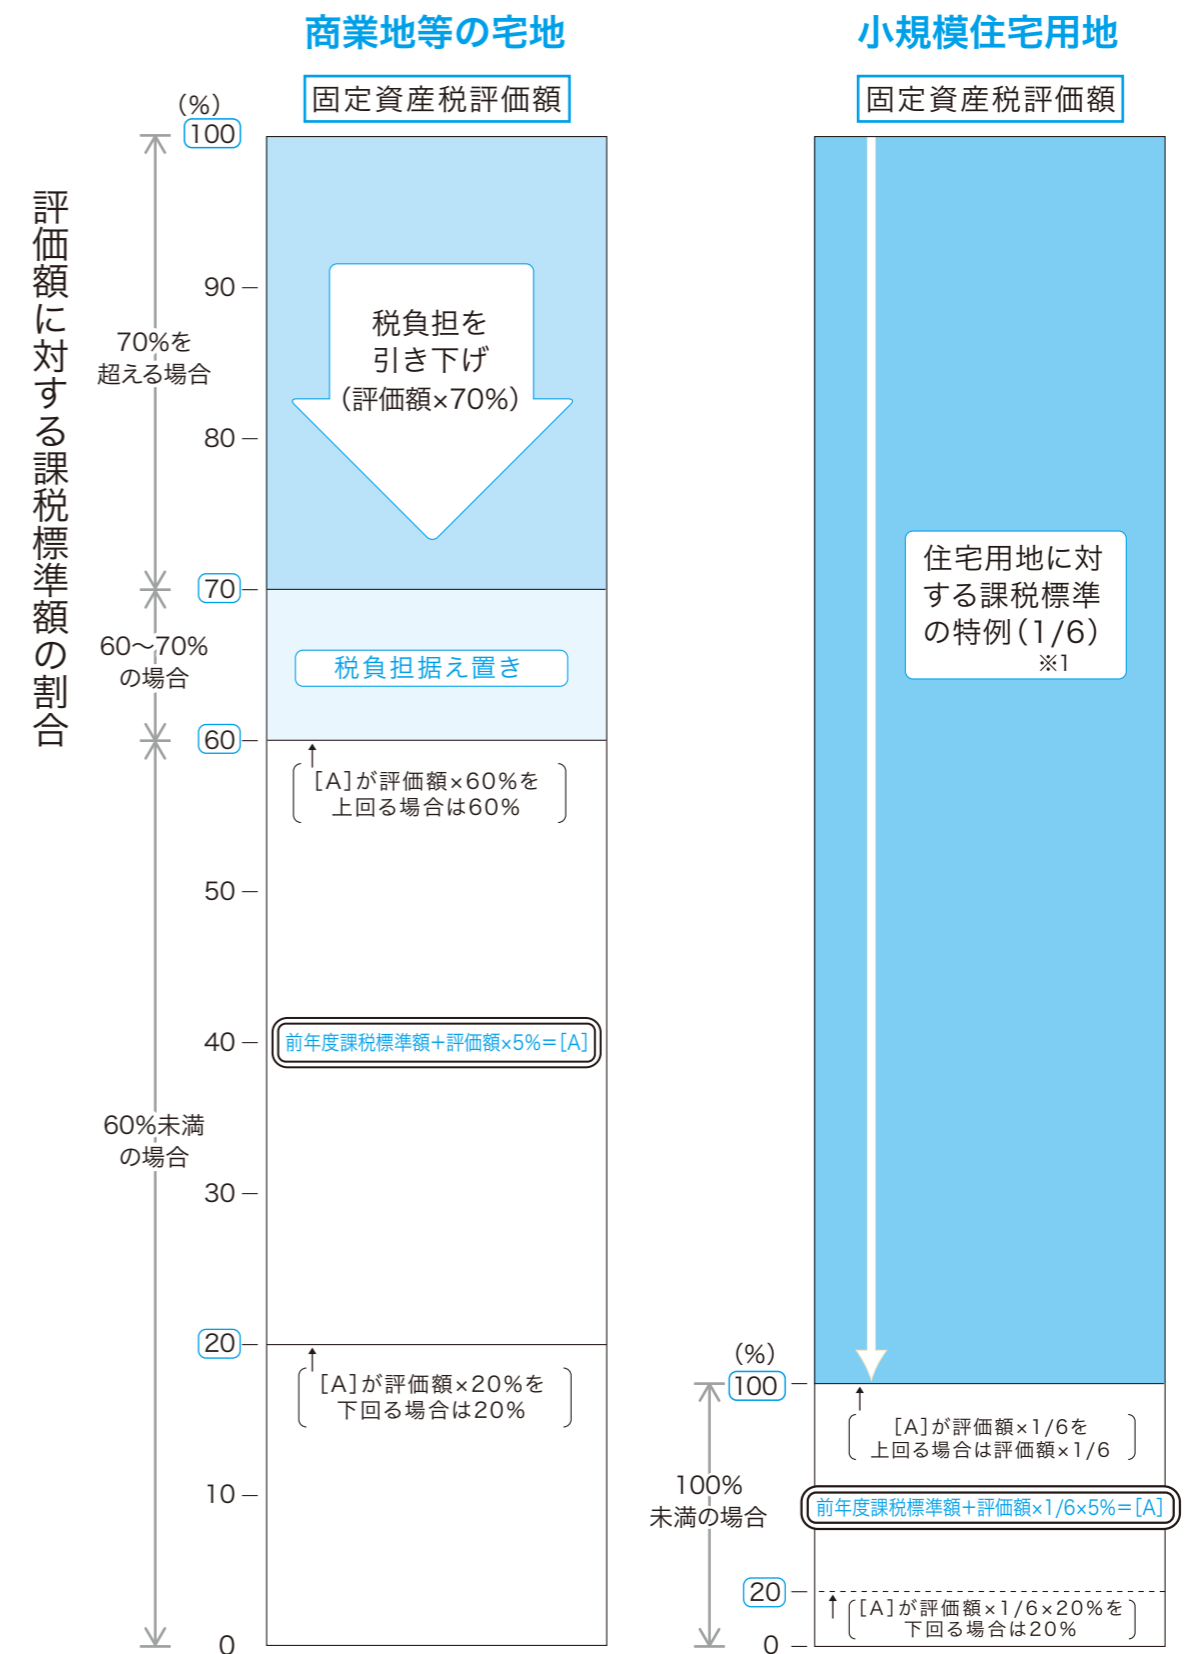 商業地等の宅地
固定資産税評価額
評価額に対する課税標準額の割合
(%)
100
90
80
70
60
50
40
30
20
10
0
70%を
超える場合
60〜70%
の場合
60%未満
の場合
税負担を
引き下げ
(評価額×70%)
税負担据え置き
[A]が評価額×60%を
上回る場合は60%
前年度課税標準額+評価額×5%=[A]
[A]が評価額×20%を
下回る場合は20%
小規模住宅用地
固定資産税評価額
住宅用地に対
する課税標準
の特例(1/6)
※1
(%)
100
20
0
100%
未満の場合
[A]が評価額×1/6を
上回る場合は評価額×1/6
前年度課税標準額+評価額×1/6×5%=[A]
[A]が評価額×1/6×20%を
下回る場合は20%